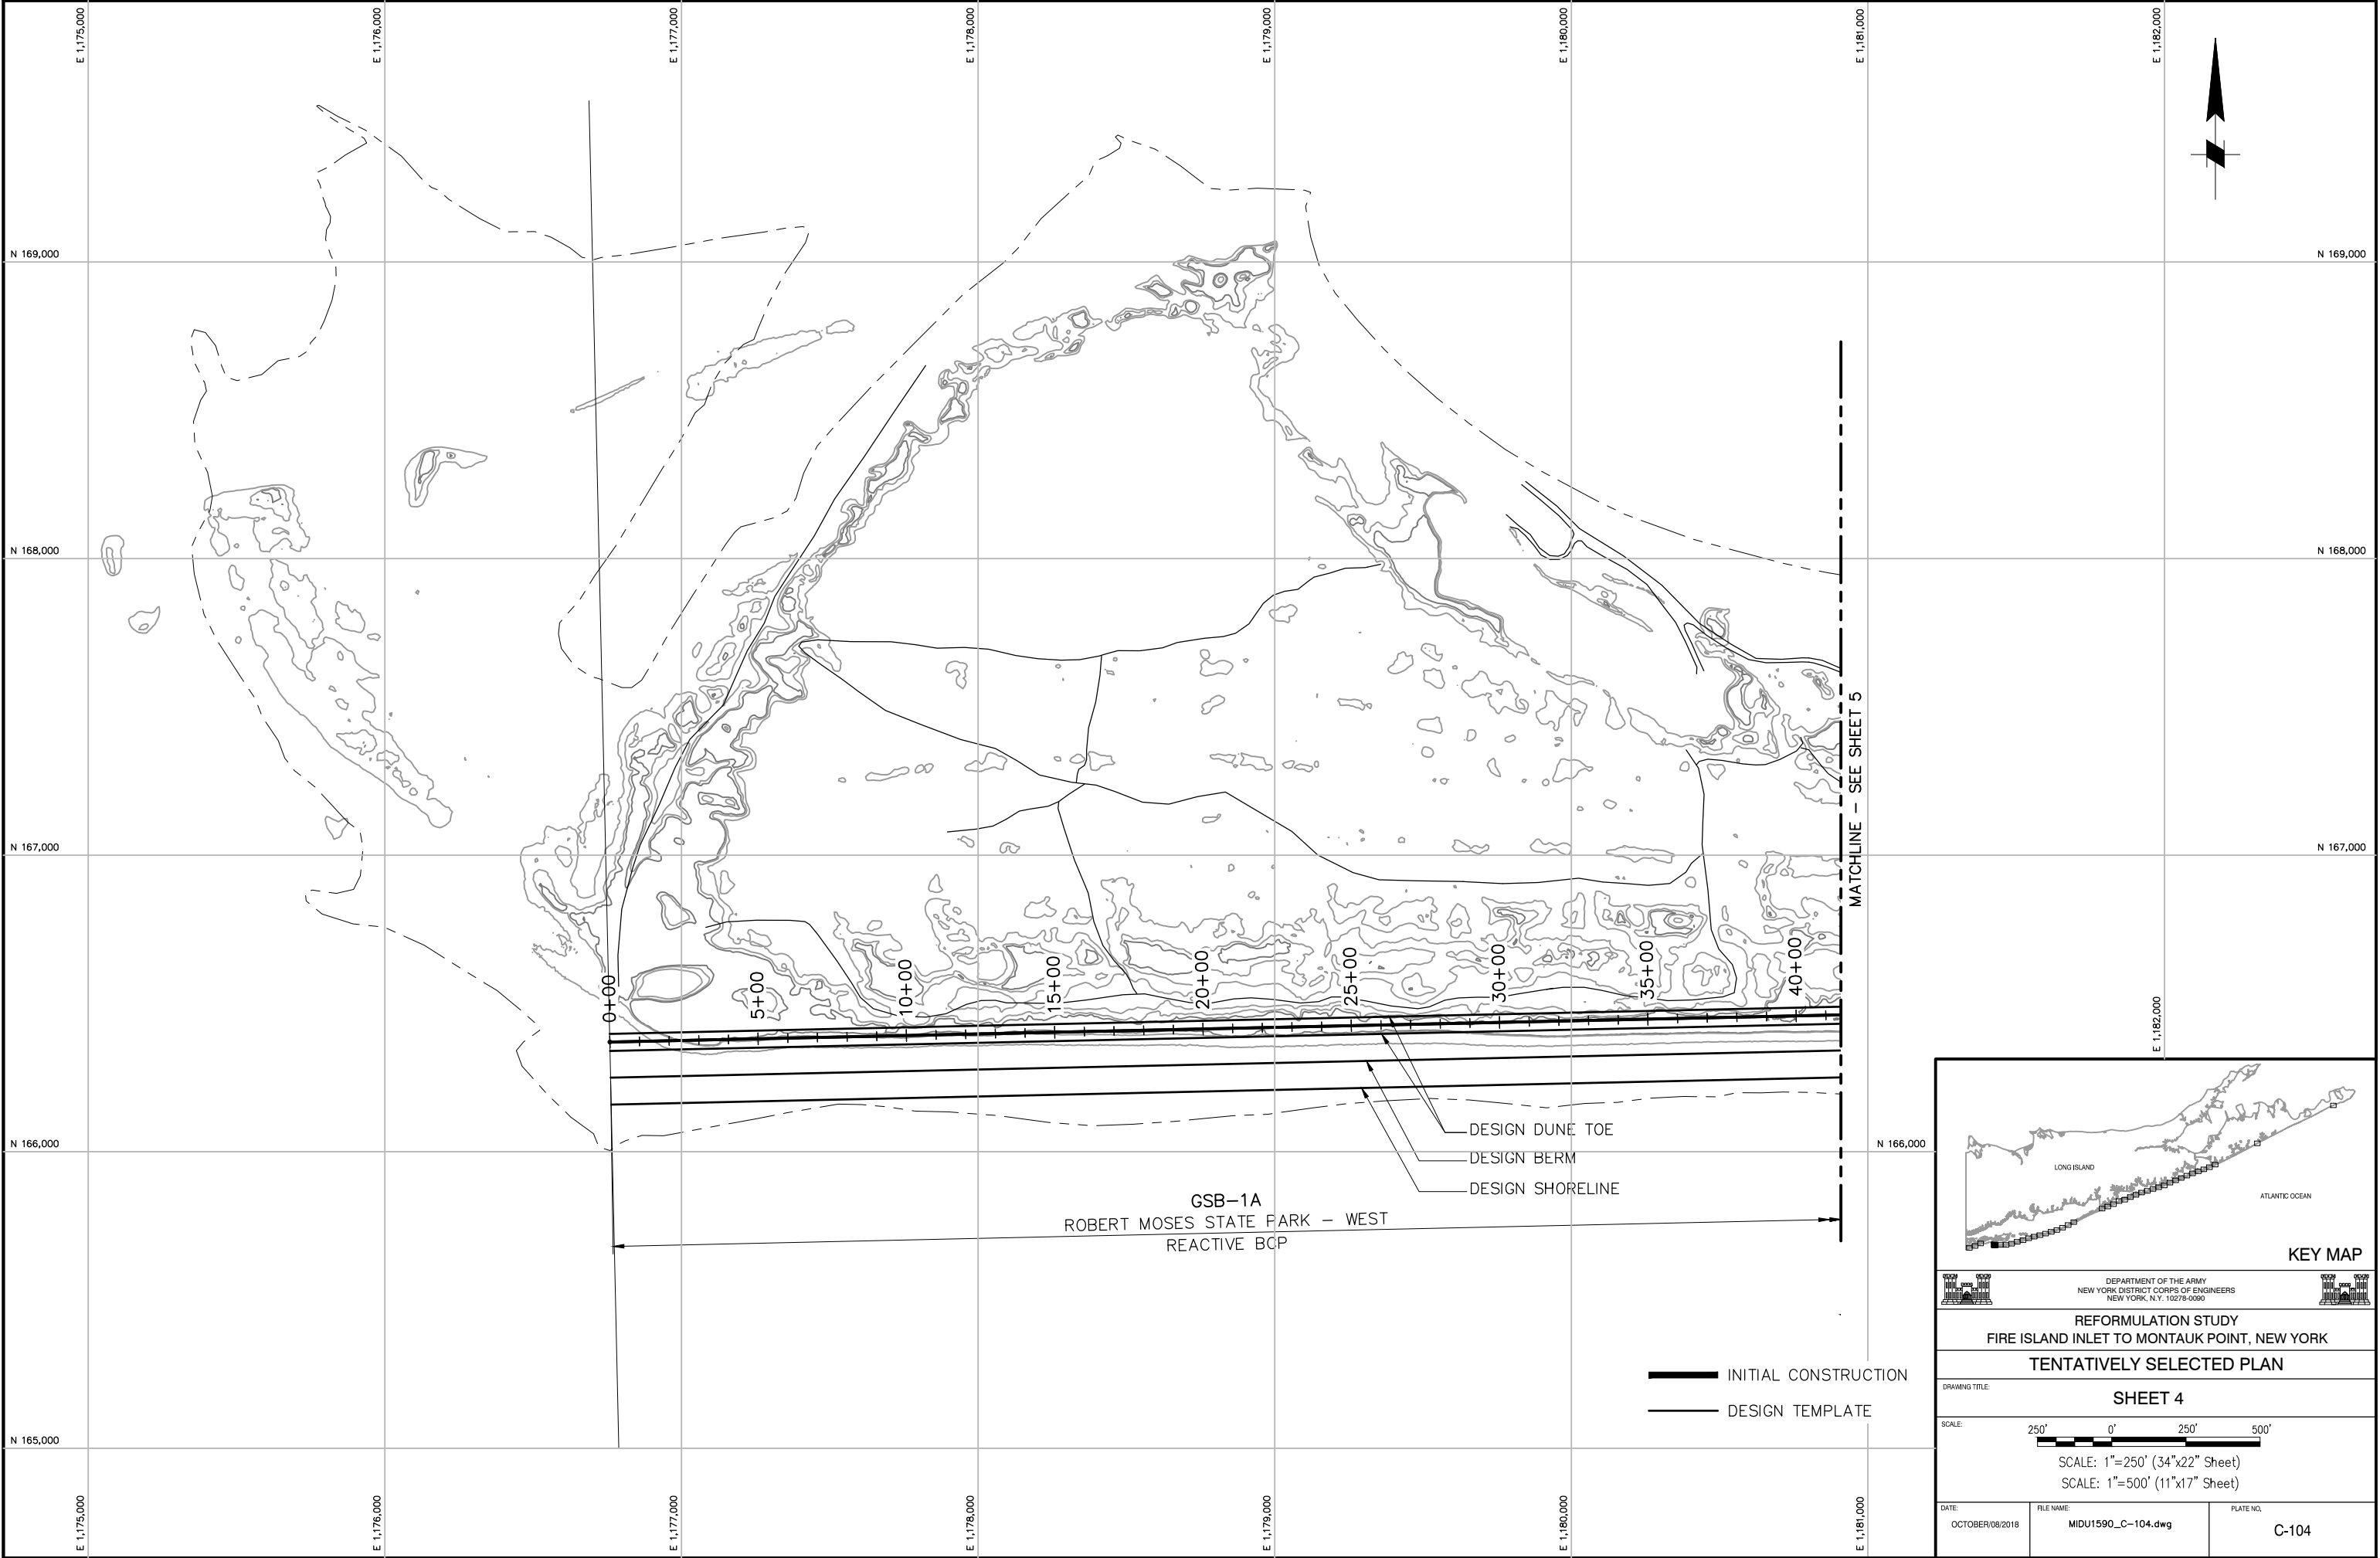 E 1,175,000
E 1,176,000
E 1,177,000
E 1,178,000
E 1,179,000
E 1,180,000
E 1,181,000
E 1,182,000
N 169,000
N 169,000
N 168,000
N 168,000
MATCHLINE – SEE SHEET 5
N 167,000
N 167,000
0+00
5+00
10+00
15+00
20+00
25+00
30+00
35+00
40+00
E 1,182,000
DESIGN DUNE TOE
DESIGN BERM
DESIGN SHORELINE
N 166,000
N 166,000
GSB–1A
ROBERT MOSES STATE PARK – WEST
REACTIVE BCP
INITIAL CONSTRUCTION
DESIGN TEMPLATE
N 165,000
E 1,175,000
E 1,176,000
E 1,177,000
E 1,178,000
E 1,179,000
E 1,180,000
E 1,181,000
LONG ISLAND
ATLANTIC OCEAN
KEY MAP
DEPARTMENT OF THE ARMY
NEW YORK DISTRICT CORPS OF ENGINEERS
NEW YORK, N.Y. 10278-0090
REFORMULATION STUDY
FIRE ISLAND INLET TO MONTAUK POINT, NEW YORK
TENTATIVELY SELECTED PLAN
DRAWING TITLE:
SHEET 4
SCALE:
250' 0' 250' 500'
SCALE: 1"=250' (34"x22" Sheet)
SCALE: 1"=500' (11"x17" Sheet)
DATE:
OCTOBER/08/2018
FILE NAME:
MIDU1590_C-104.dwg
PLATE NO.
C-104